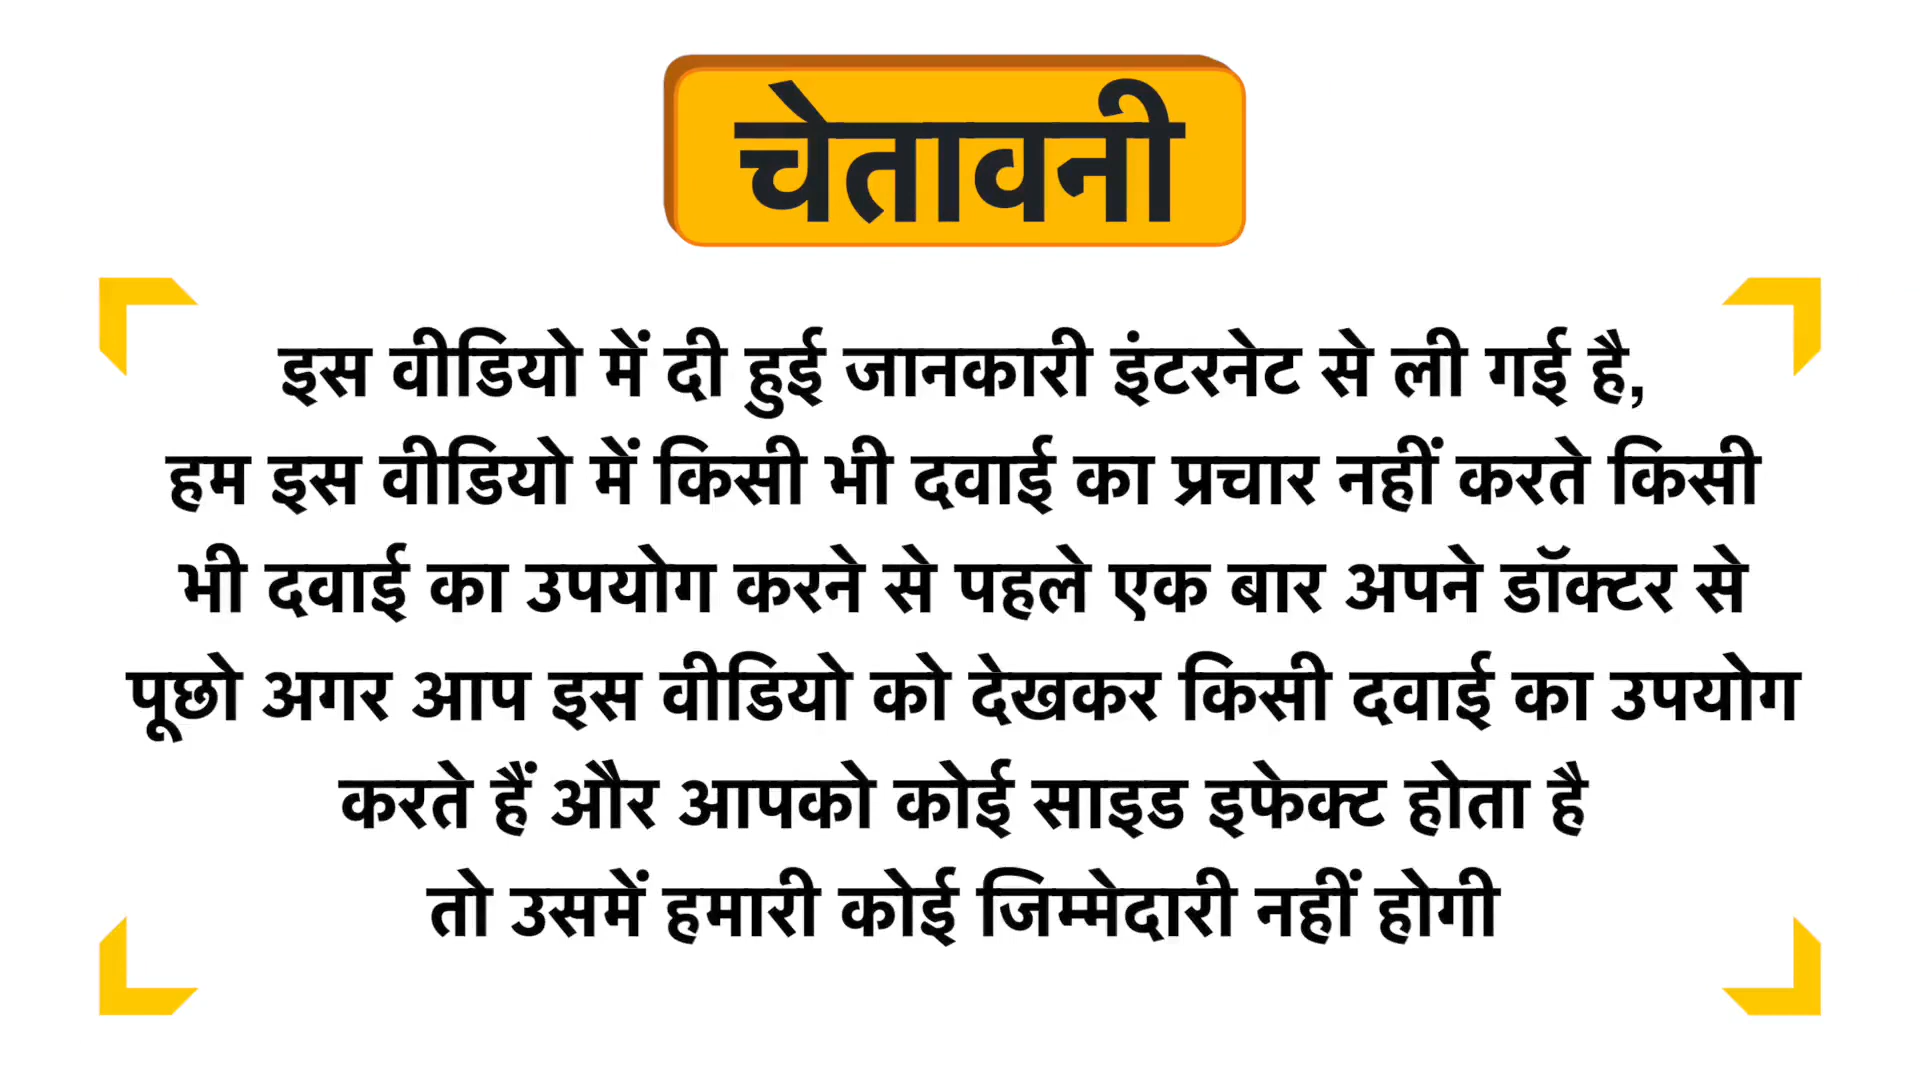 चेतावनी
इस वीडियो में दी हुई जानकारी इंटरनेट से ली गई है,
हम इस वीडियो में किसी भी दवाई का प्रचार नहीं करते किसी
भी दवाई का उपयोग करने से पहले एक बार अपने डॉक्टर से
पूछो अगर आप इस वीडियो को देखकर किसी दवाई का उपयोग
करते हैं और आपको कोई साइड इफेक्ट होता है
तो उसमें हमारी कोई जिम्मेदारी नहीं होगी